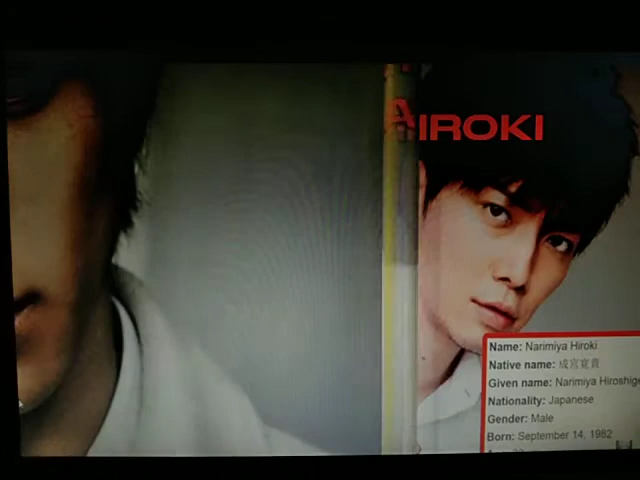 AIROKI
Name: Narimiya Hiroki
Native name: 成宮寛貴
Given name: Narimiya Hiroshige
Nationality: Japanese
Gender: Male
Born: September 14, 1982